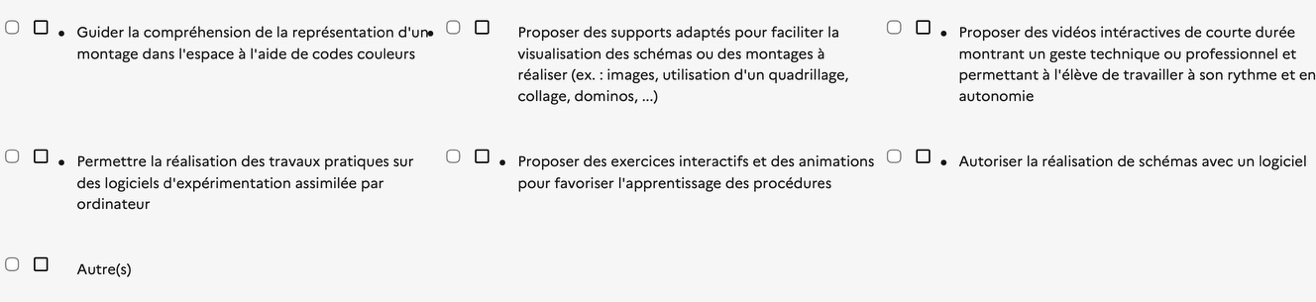 Guider la compréhension de la représentation d'un
montage dans l'espace à l'aide de codes couleurs
Proposer des supports adaptés pour faciliter la
visualisation des schémas ou des montages à
réaliser (ex. : images, utilisation d'un quadrillage,
collage, dominos, ...)
Proposer des vidéos intéractives de courte durée
montrant un geste technique ou professionnel et
permettant à l'élève de travailler à son rythme et en
autonomie
Permettre la réalisation des travaux pratiques sur
des logiciels d'expérimentation assimilée par
ordinateur
Proposer des exercices interactifs et des animations
pour favoriser l'apprentissage des procédures
Autoriser la réalisation de schémas avec un logiciel
Autre(s)